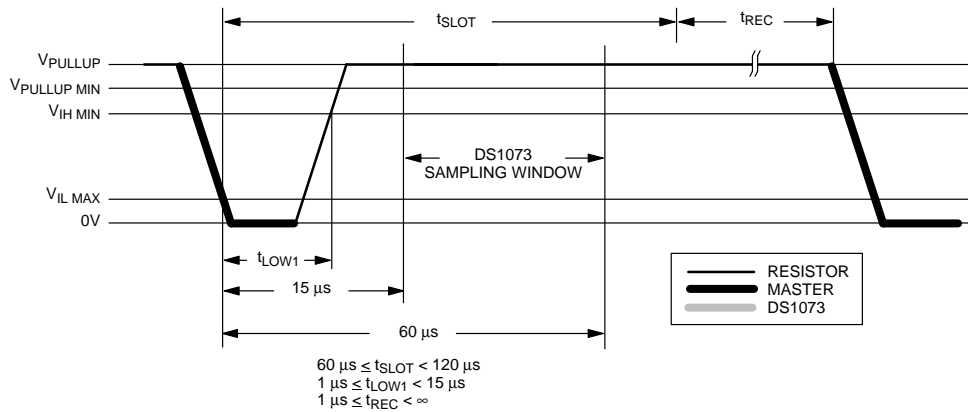 tSLOT
tREC
VPULLUP
VPULLUP MIN
VIH MIN
DS1073
SAMPLING WINDOW
VIL MAX
0V
tLOW1
15 µs
60 µs
RESISTOR
MASTER
DS1073
60 µs ≤ tSLOT < 120 µs
1 µs ≤ tLOW1 < 15 µs
1 µs ≤ tREC < ∞